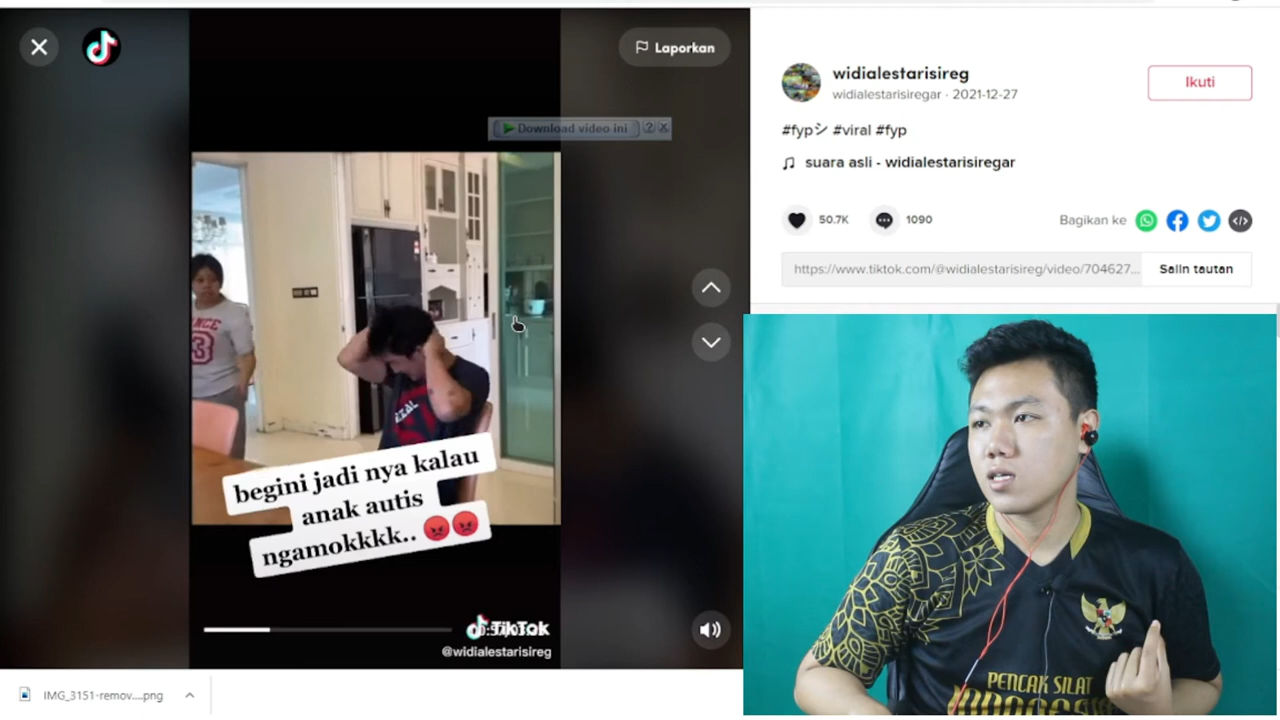 Laporkan
Download video ini
?
X
begini jadi nya kalau
anak autis
ngamokkkk..
TikTok
@widialestarisireg
IMG_3151-remov....png
widialestarisireg
widialestarisiregar · 2021-12-27
Ikuti
#fypシ #viral #fyp
suara asli - widialestarisiregar
50.7K
1090
Bagikan ke
https://www.tiktok.com/@widialestarisireg/video/704627...
Salin tautan
PENCAK SILAT
INDONESIA